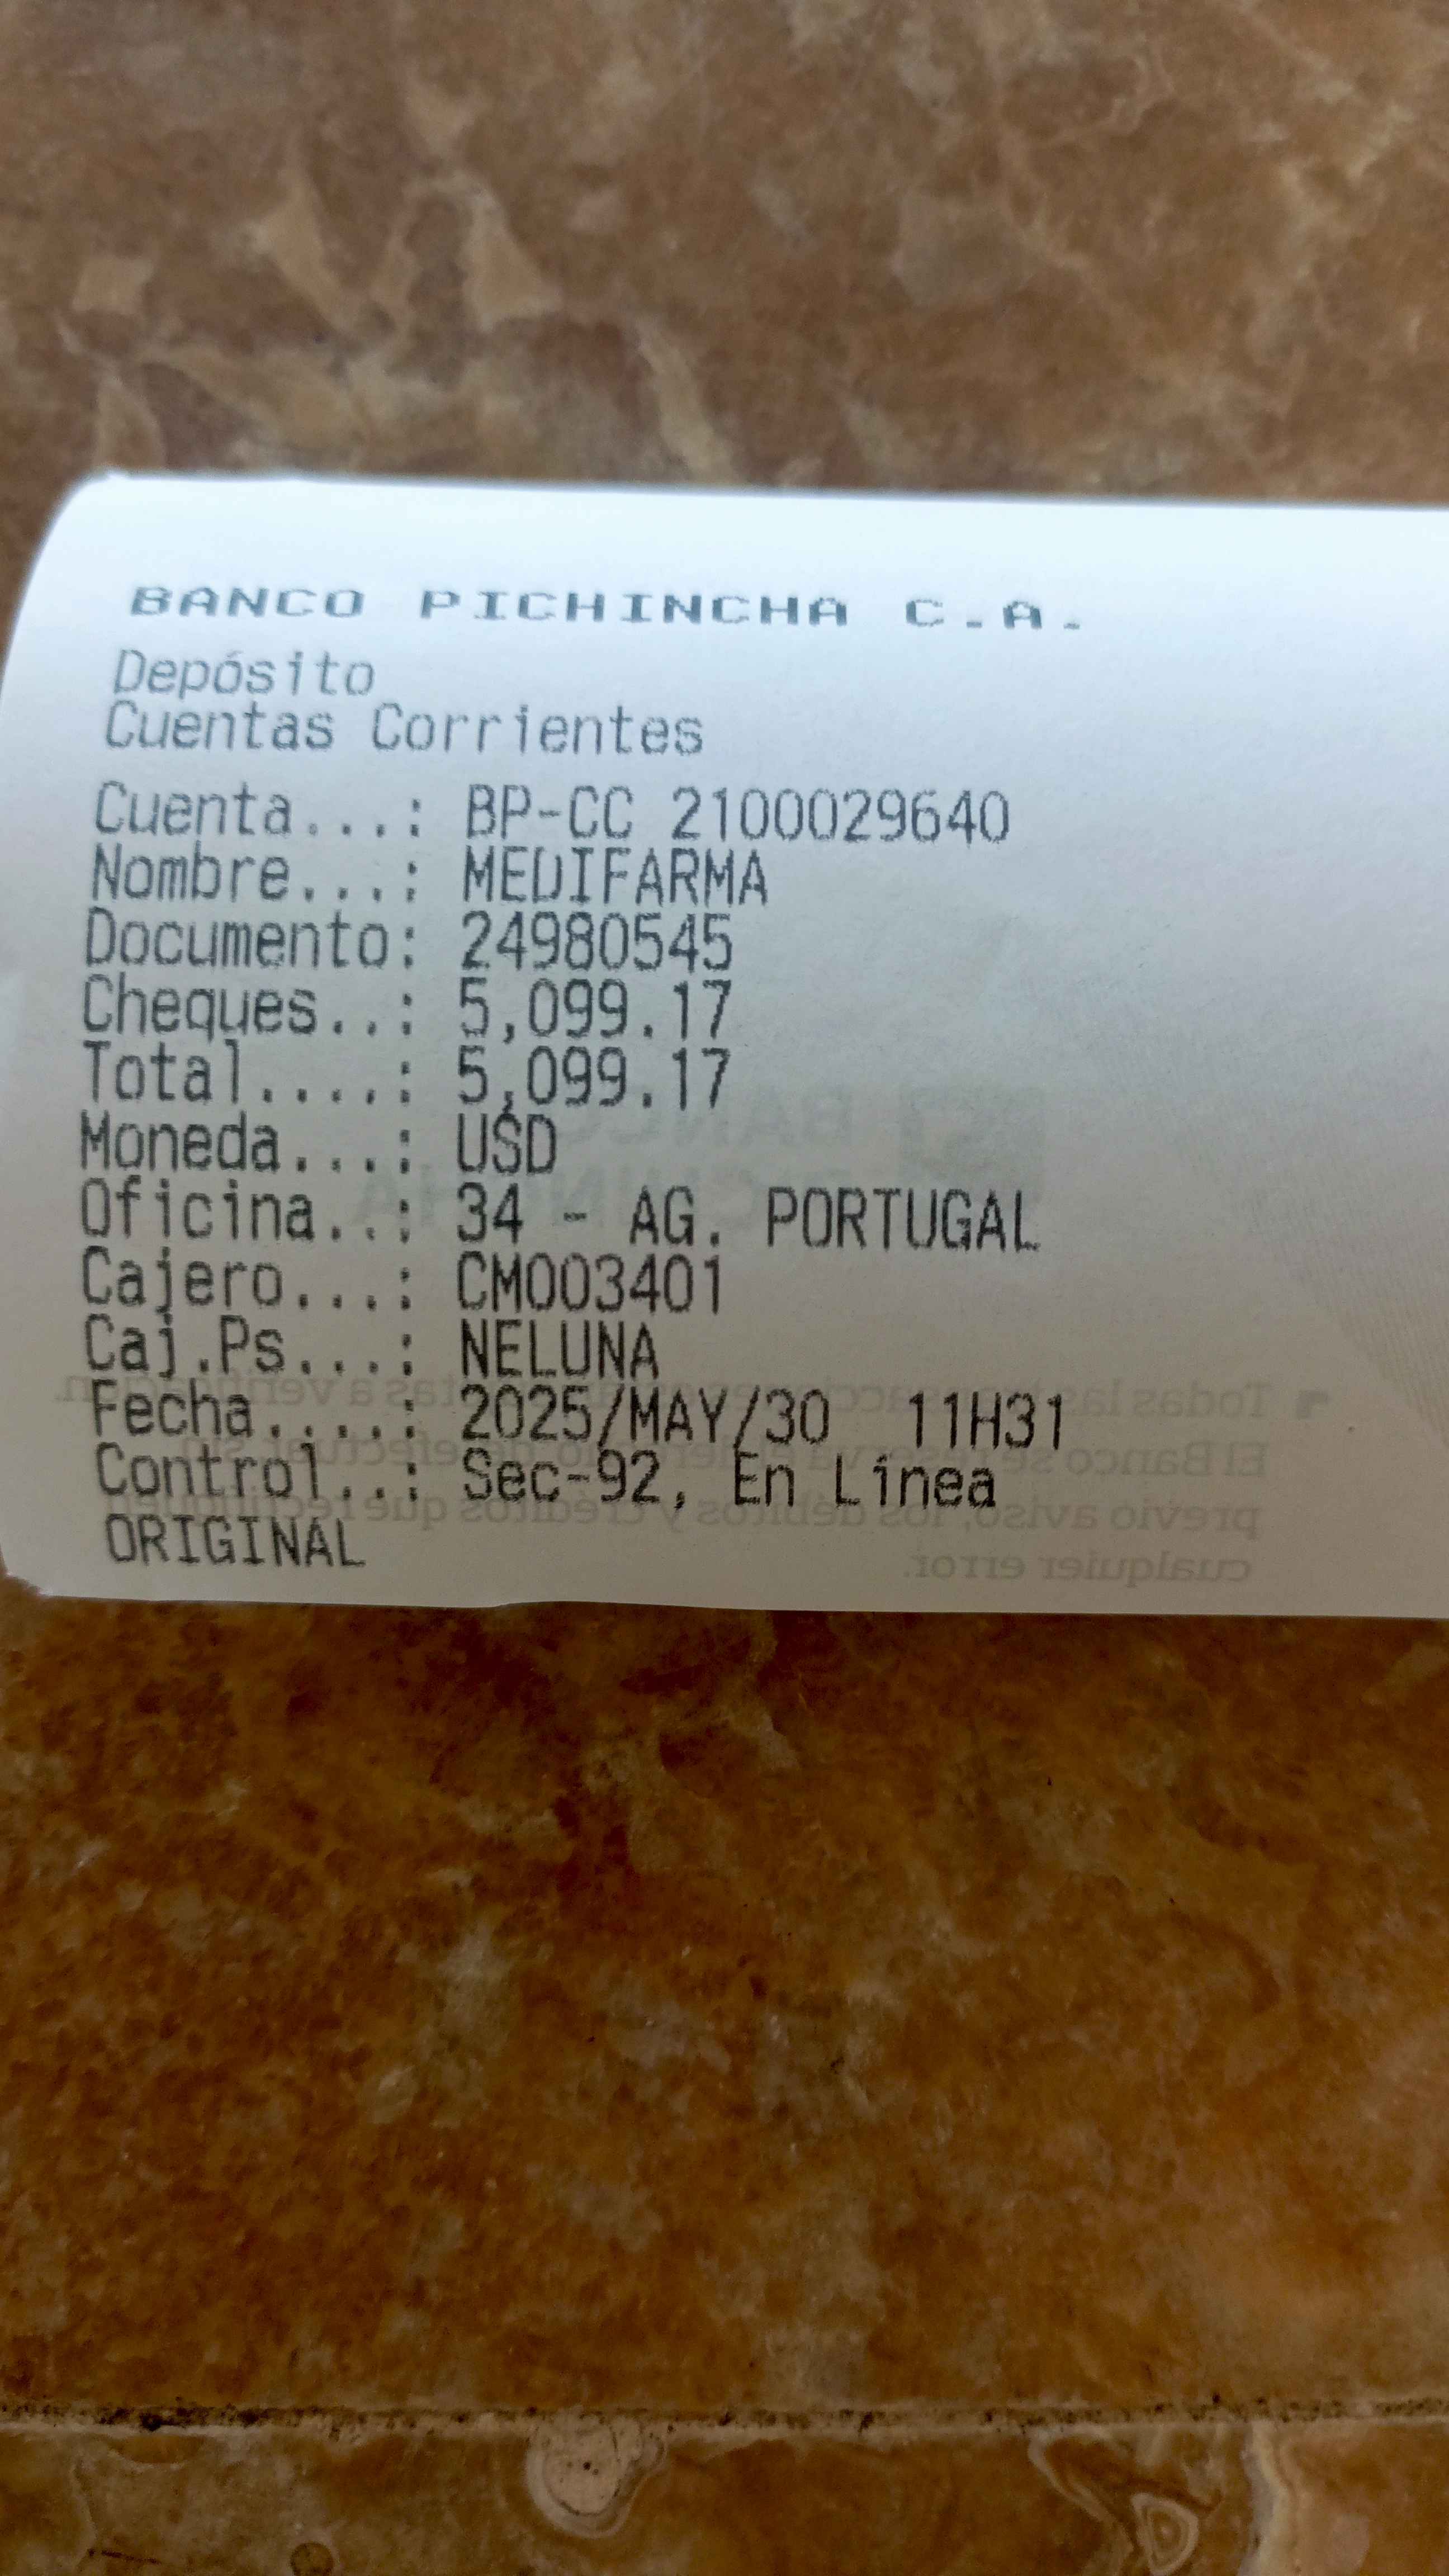 BANCO PICHINCHA C.A.
Depósito
Cuentas Corrientes
Cuenta...: BP-CC 2100029640
Nombre...: MEDIFARMA
Documento: 24980545
Cheques..: 5,099.17
Total....: 5,099.17
Moneda...: USD
Oficina..: 34 - AG. PORTUGAL
Cajero...: CM003401
Caj.Ps...: NELUNA
Fecha....: 2025/MAY/30 11H31
Control..: Sec-92, En Línea
ORIGINAL